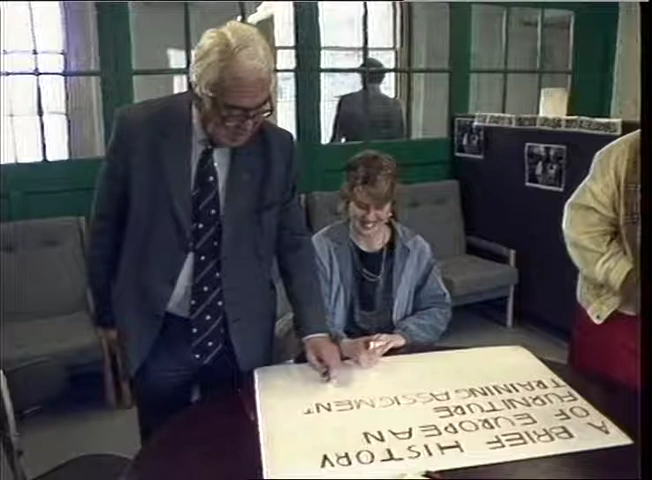 A BRIEF HISTORY
OF EUROPEAN
FURNITURE
TRAINING ASSIGNMENT